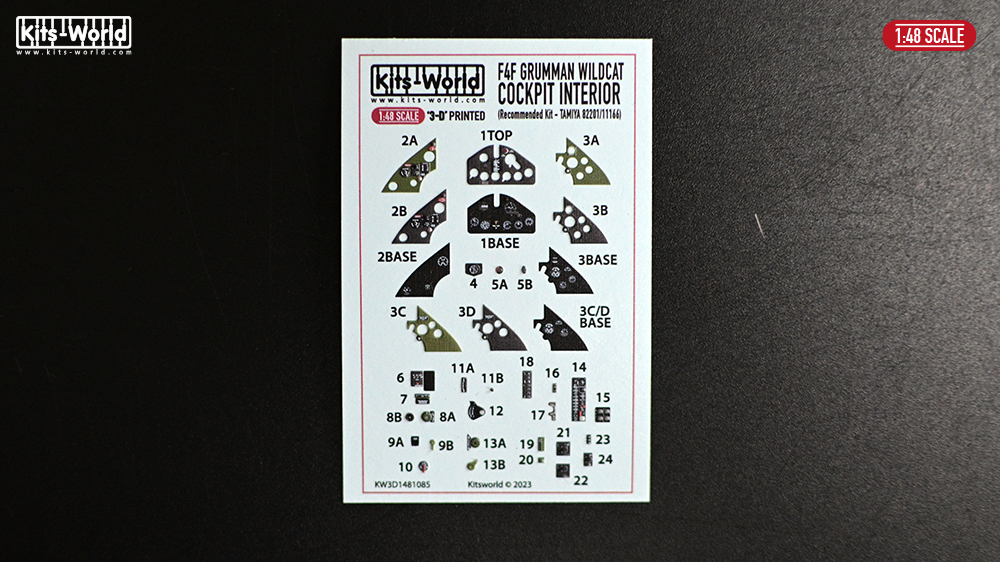 Kits-World
www.kits-world.com
1:48 SCALE
Kits-World
www.kits-world.com
1:48 SCALE "3-D" PRINTED
F4F GRUMMAN WILDCAT
COCKPIT INTERIOR
(Recommended Kit - TAMIYA 82281/11166)
2A
1TOP
3A
2B
3B
1BASE
2BASE
3BASE
4
5A
5B
3C
3D
3C/D
BASE
6
11A
11B
18
16
14
7
8B
8A
12
17
15
9A
9B
13A
19
21
23
20
24
10
13B
22
KW3D1481085
Kitsworld © 2023